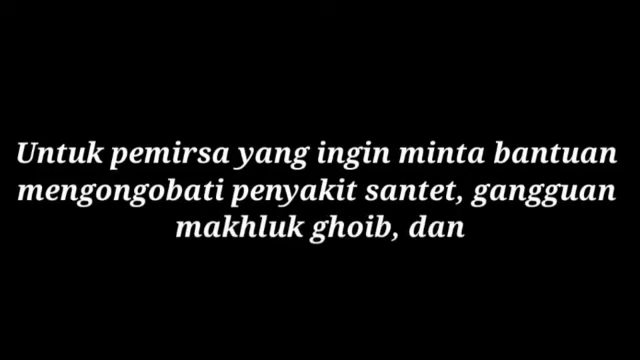 Untuk pemirsa yang ingin minta bantuan
mengongobati penyakit santet, gangguan
makhluk ghoib, dan